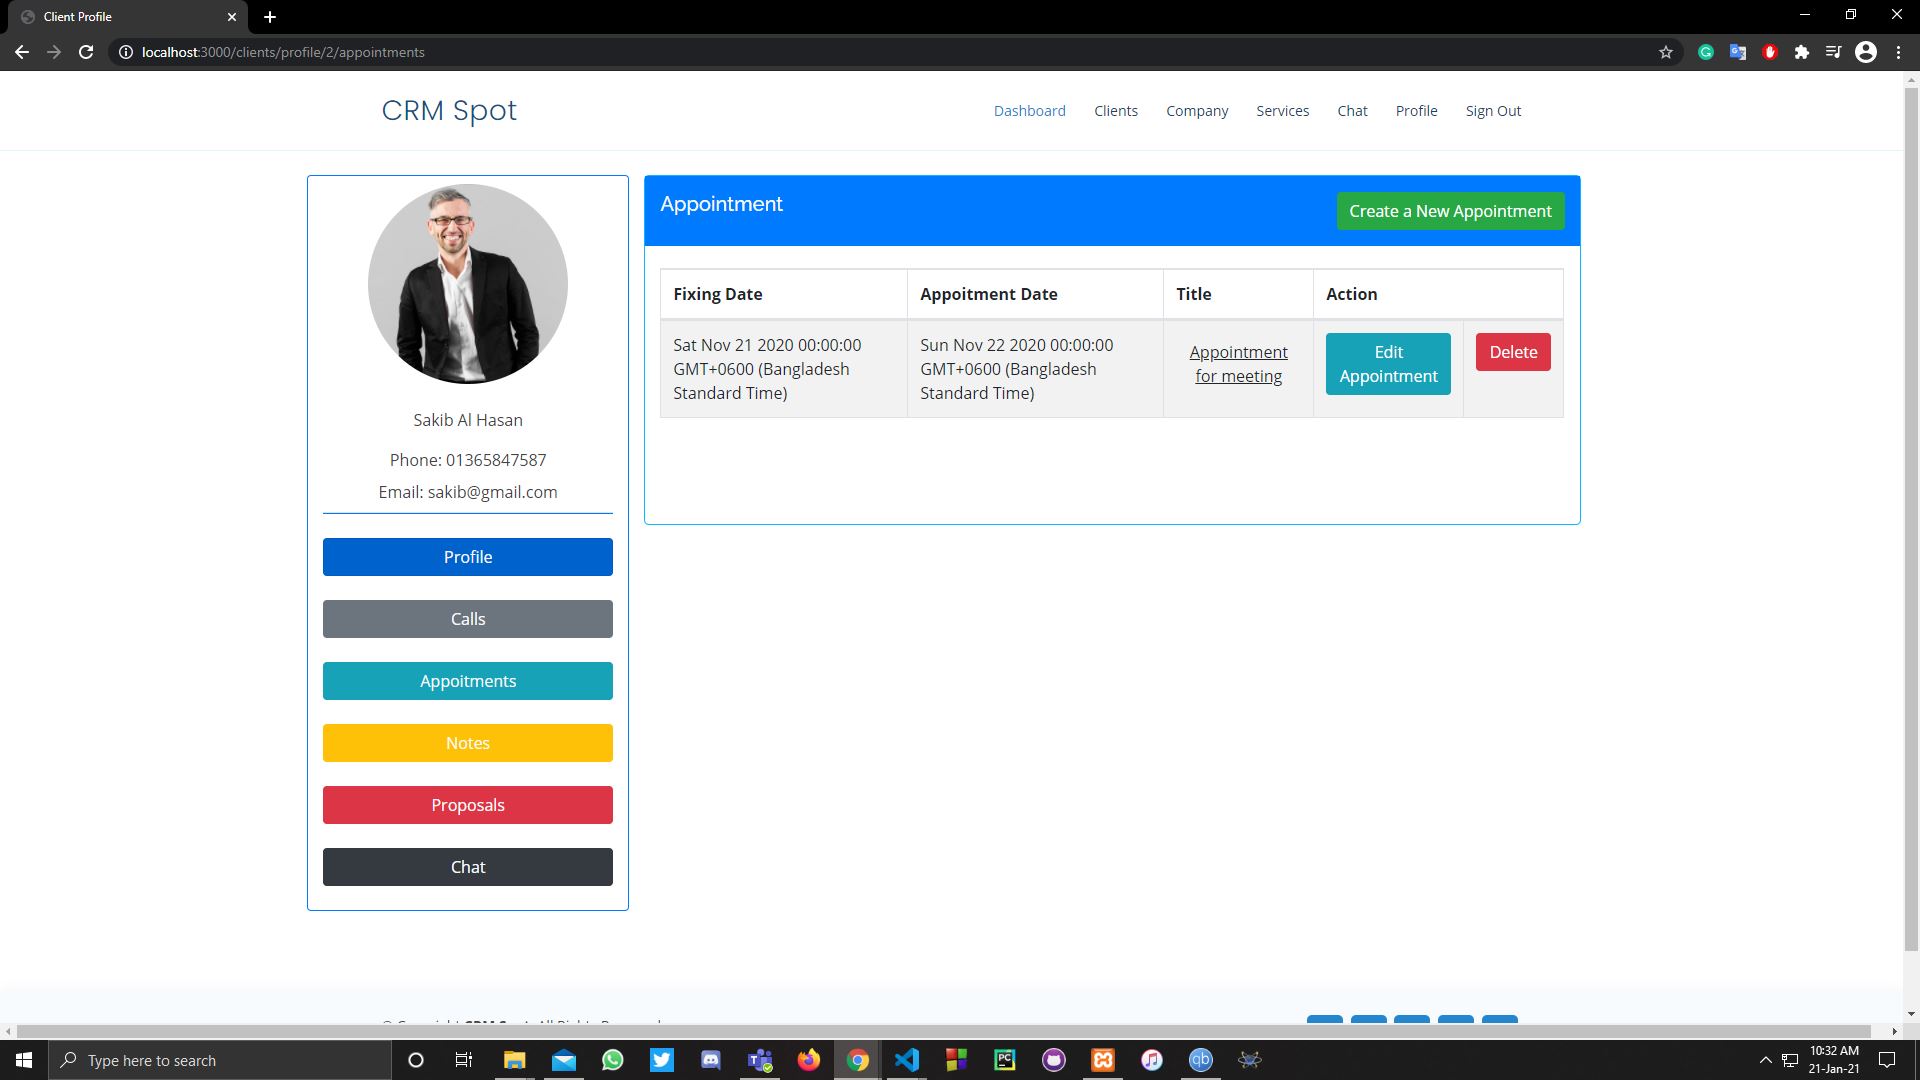 Client Profile
localhost:3000/clients/profile/2/appointments
CRM Spot
Dashboard Clients Company Services Chat Profile Sign Out
Sakib Al Hasan
Phone: 01365847587
Email: sakib@gmail.com
Profile
Calls
Appoitments
Notes
Proposals
Chat
Appointment
Create a New Appointment
Fixing Date Appoitment Date Title Action
Sat Nov 21 2020 00:00:00
GMT+0600 (Bangladesh
Standard Time)
Sun Nov 22 2020 00:00:00
GMT+0600 (Bangladesh
Standard Time)
Appointment
for meeting
Edit
Appointment
Delete
Type here to search
10:32 AM
21-Jan-21